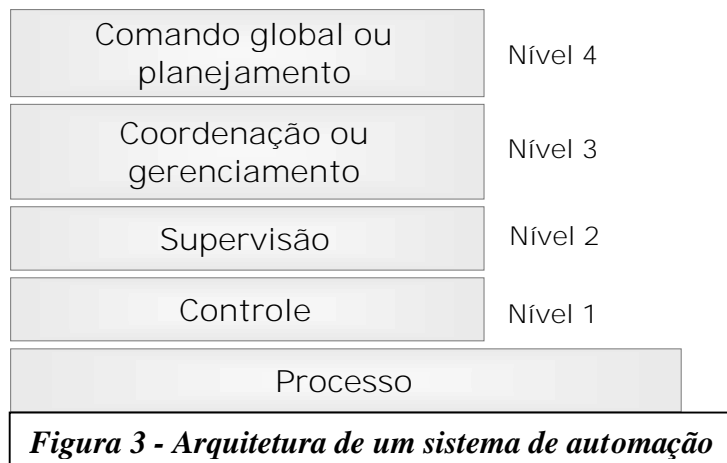 Comando global ou
planejamento
Nível 4
Coordenação ou
gerenciamento
Nível 3
Supervisão
Nível 2
Controle
Nível 1
Processo
Figura 3 - Arquitetura de um sistema de automação